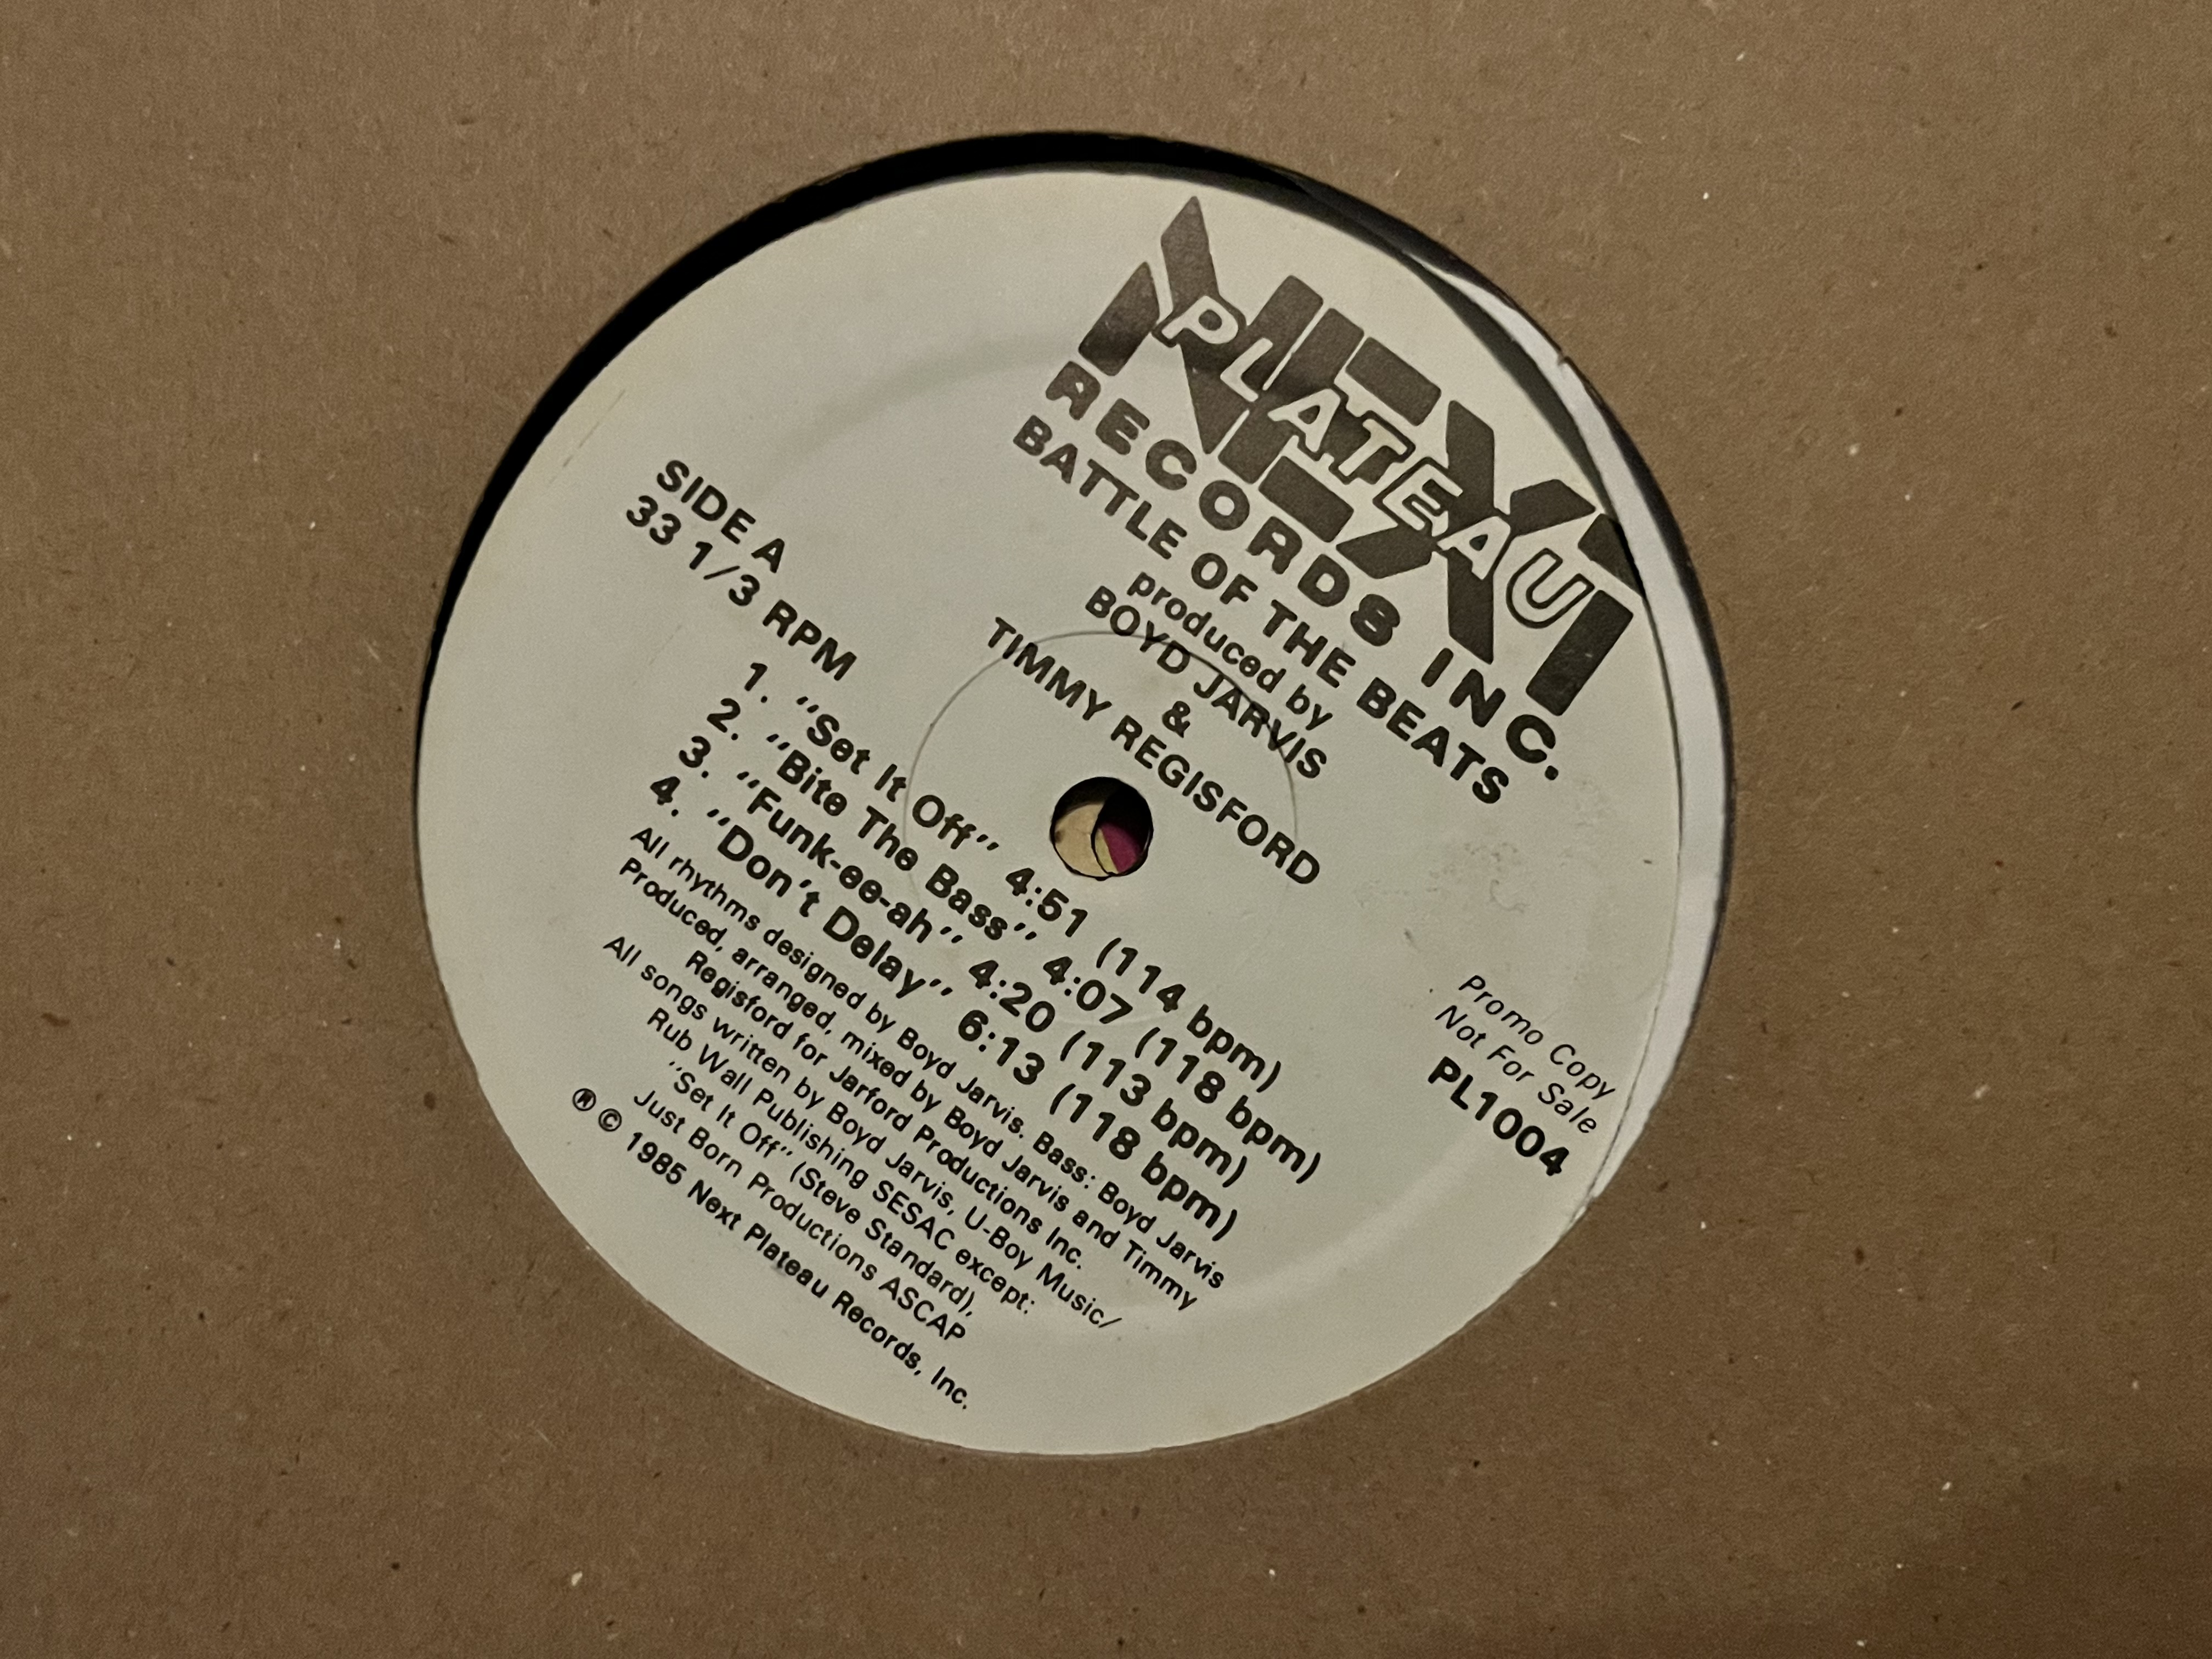 NEXT
PLATEAU
RECORDS INC.
BATTLE OF THE BEATS
produced by
BOYD JARVIS
&
TIMMY REGISFORD
SIDE A
33 1/3 RPM
Promo Copy
Not For Sale
PL1004
1. "Set It Off" 4:51 (114 bpm)
2. "Bite The Bass" 4:07 (118 bpm)
3. "Funk-ee-ah" 4:20 (113 bpm)
4. "Don't Delay" 6:13 (118 bpm)
All rhythms designed by Boyd Jarvis. Bass: Boyd Jarvis
Produced, arranged, mixed by Boyd Jarvis and Timmy
Regisford for Jarford Productions Inc.
All songs written by Boyd Jarvis, U-Boy Music/
Rub Wall Publishing SESAC except:
"Set It Off" (Steve Standard),
Just Born Productions ASCAP
® © 1985 Next Plateau Records, Inc.